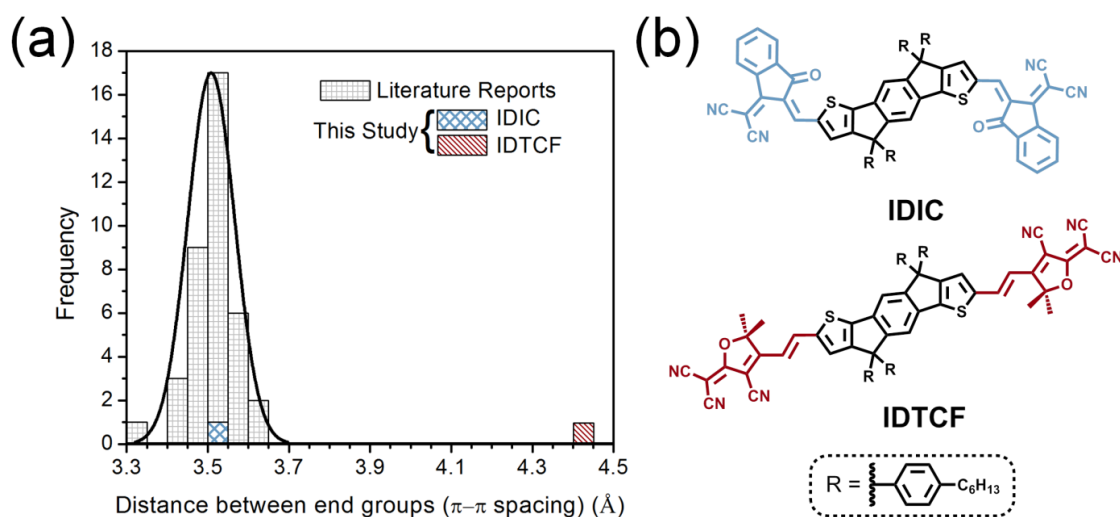 (a)
18
16
14
12
10
8
6
4
2
0
Frequency
3.3
3.5
3.7
3.9
4.1
4.3
4.5
Distance between end groups (π–π spacing) (Å)
Literature Reports
This Study { IDIC
IDTCF
(b)
R R
O
NC
CN
S
S
R R
O
CN
CN
IDIC
NC
NC
CN
O
R R
S
S
R R
O
NC
CN
CN
IDTCF
R = C₆H₁₃